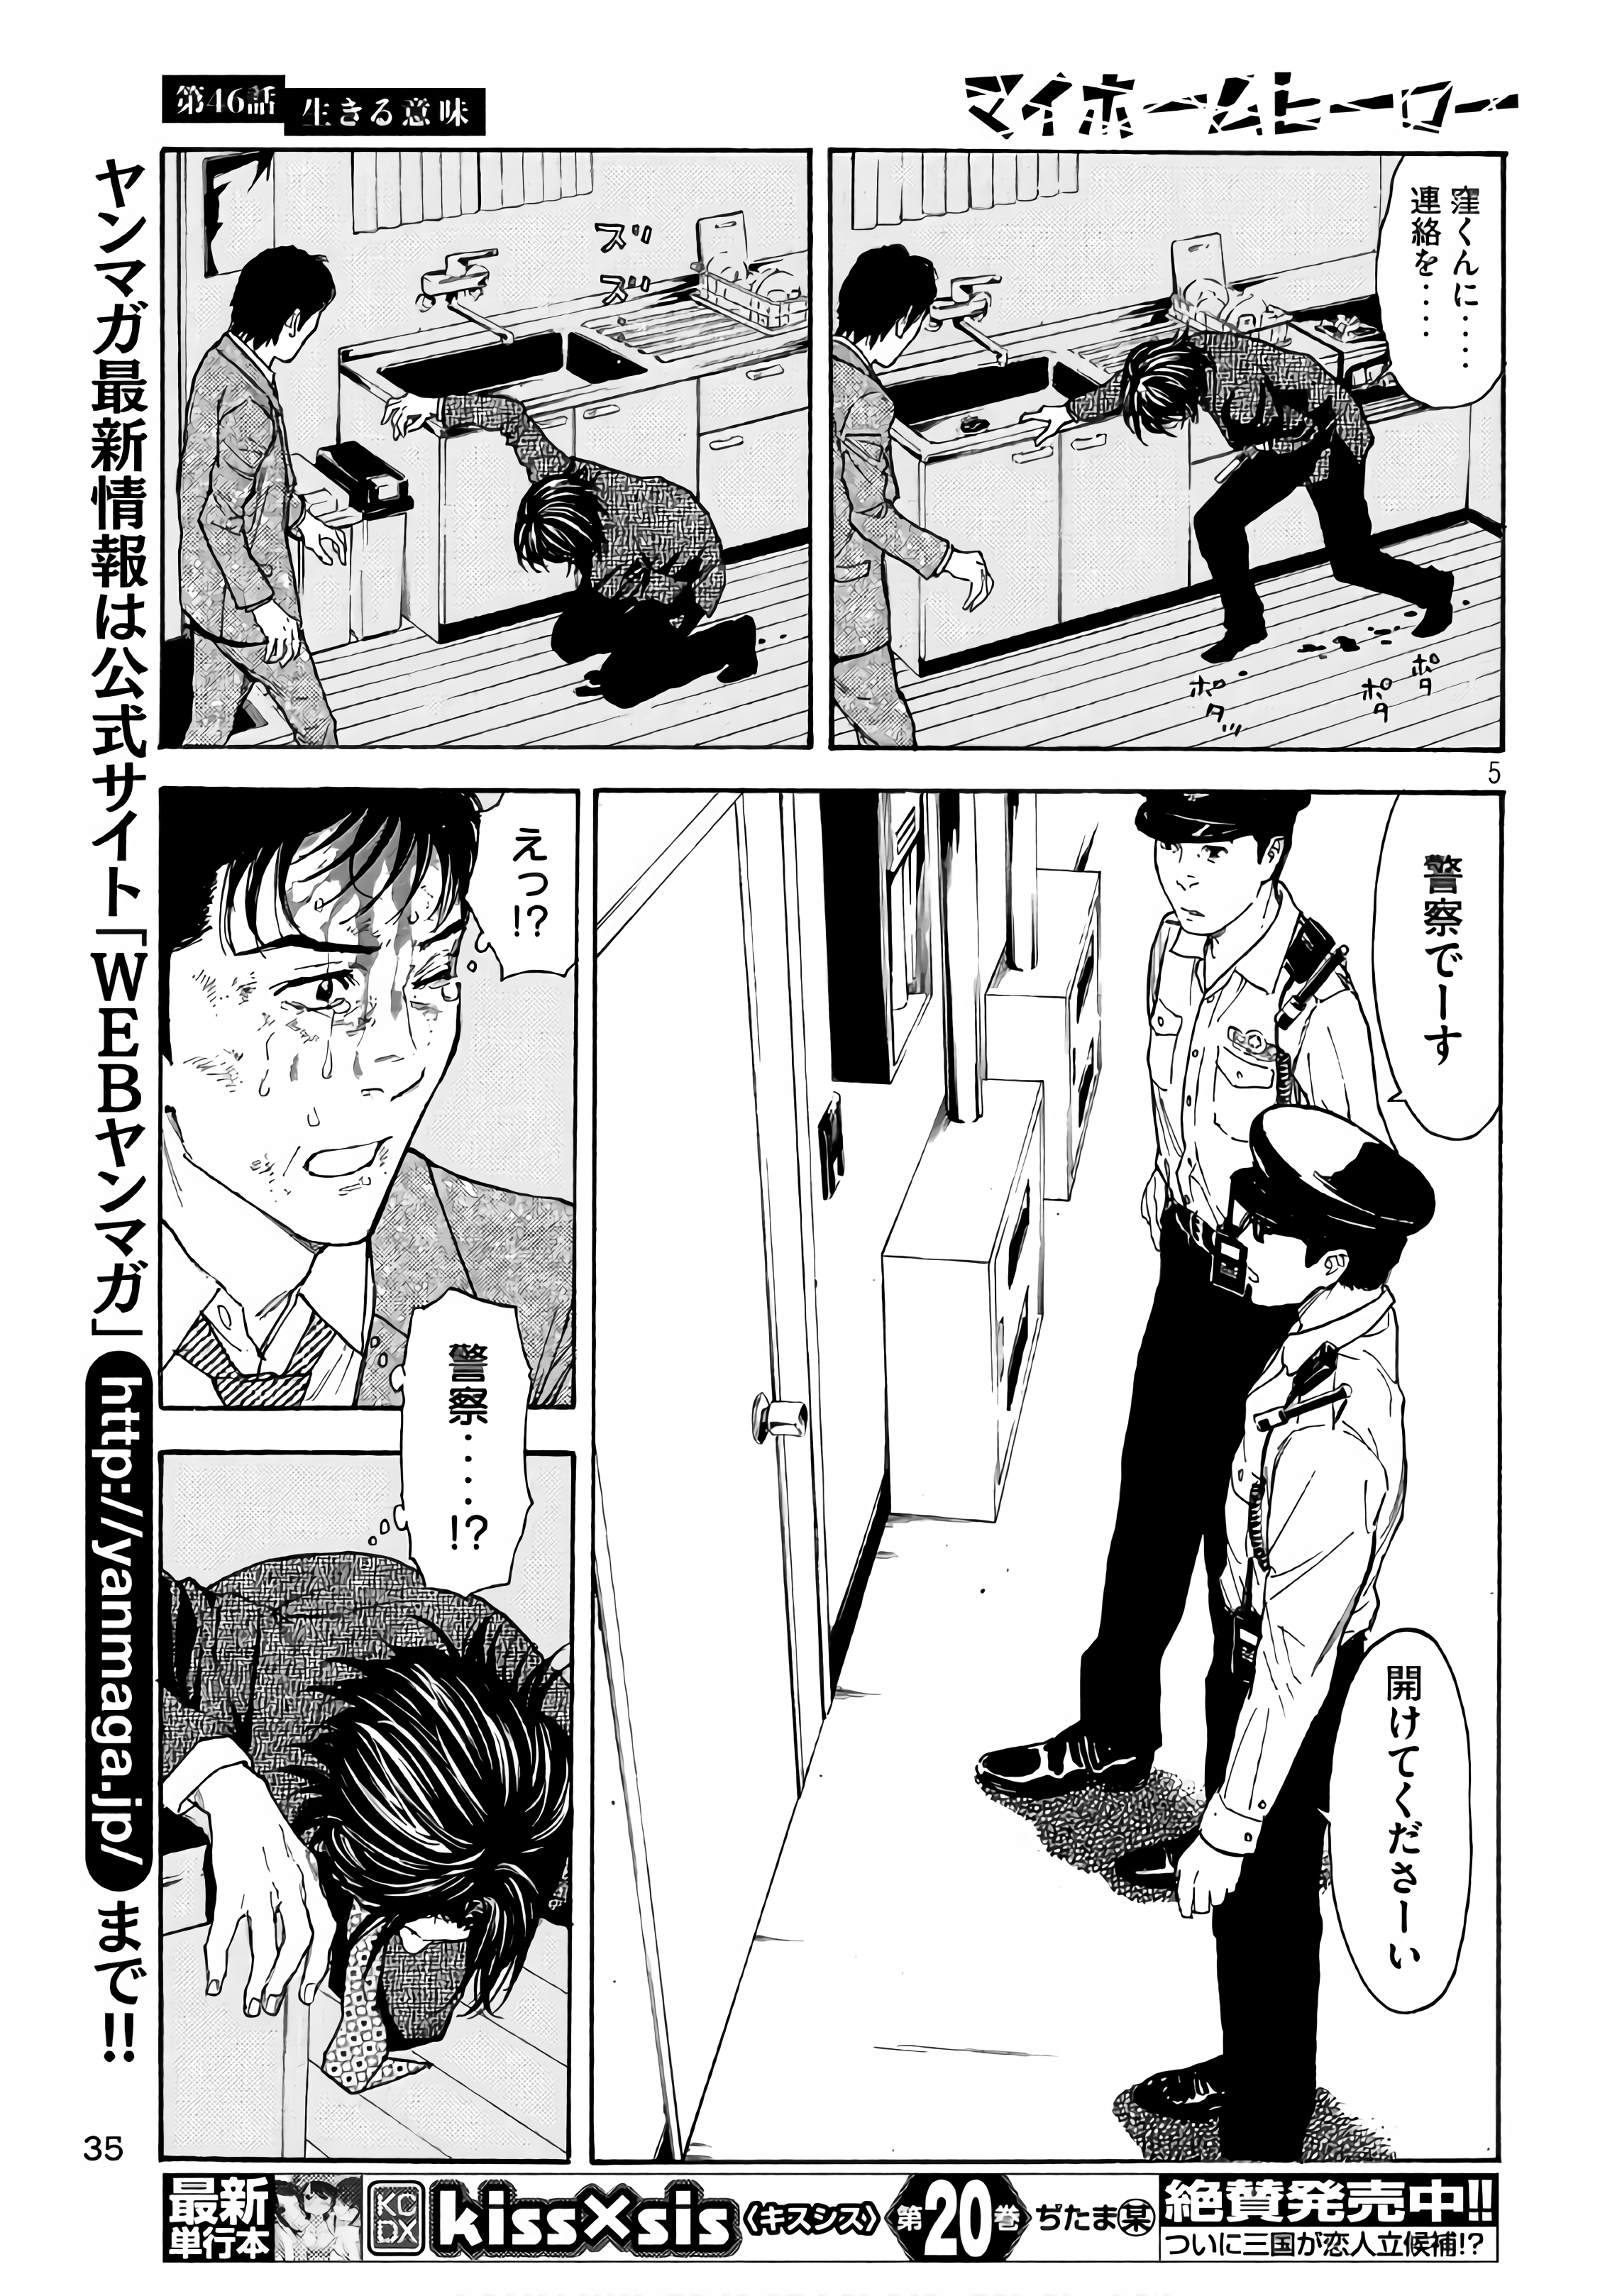 マイホームヒーロー
第46話
生きる意味
窪くんに‥‥
連絡を‥‥‥
ポタ
ポタ
ポタッ
ズッ
ズズ
5
警察でーす
開けてくださーい
えっ!?
警察‥‥‥!?
ヤンマガ最新情報は公式サイト「WEBヤンマガ」http://yanmaga.jp/まで!!
35
最新
単行本
KC
DX
kiss×sis〈キスシス〉第20巻 ぢたま㊙某
絶賛発売中!!
ついに三国が恋人立候補!?